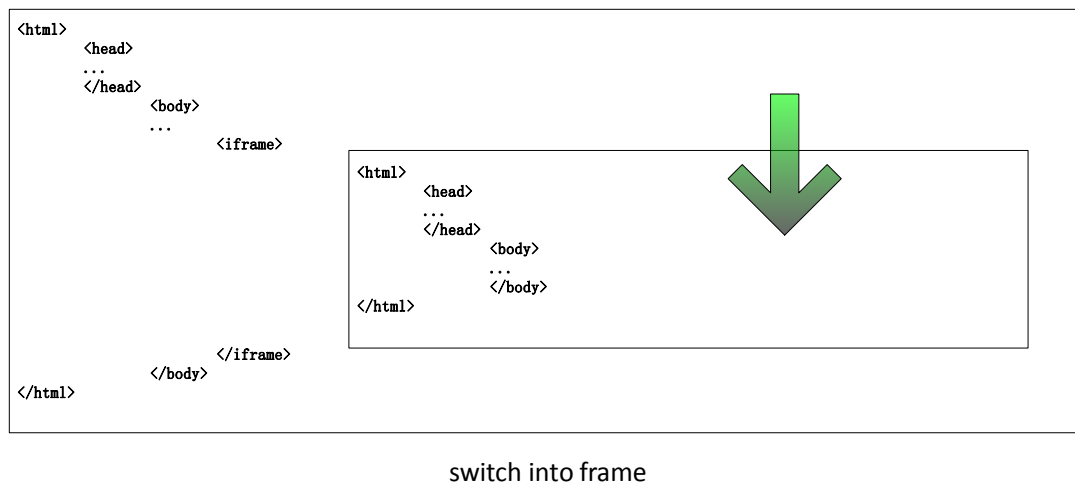 <html>
<head>
...
</head>
<body>
...
<iframe>
<html>
<head>
...
</head>
<body>
...
</body>
</html>
</iframe>
</body>
</html>
switch into frame